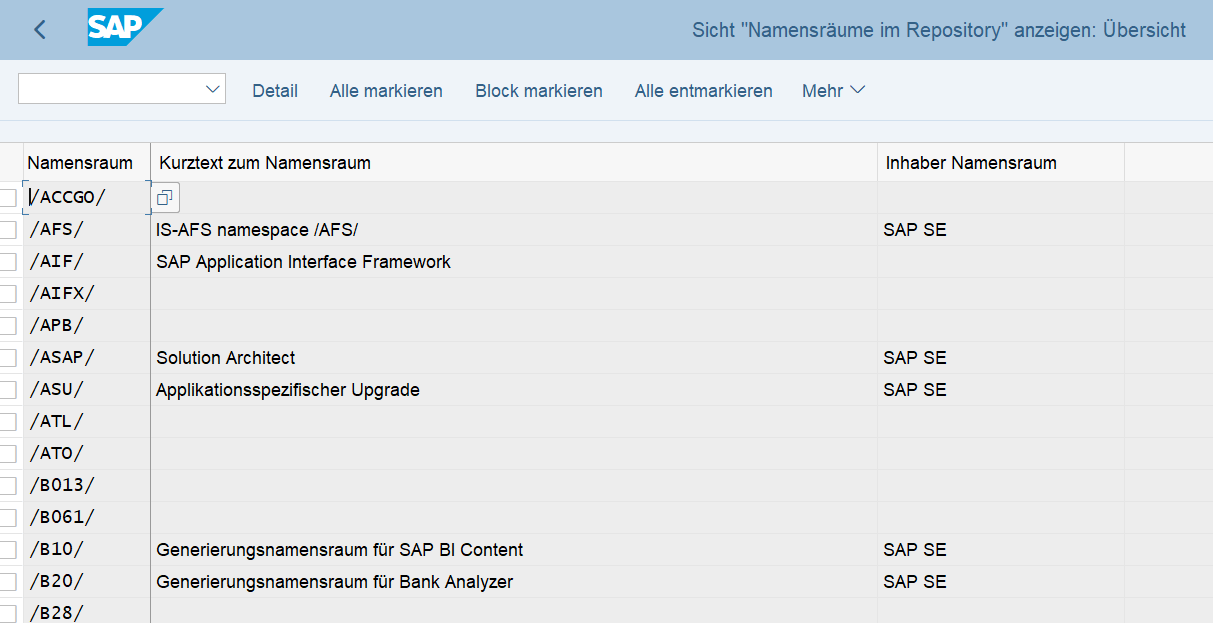 SAP Sicht "Namensräume im Repository" anzeigen: Übersicht
Detail Alle markieren Block markieren Alle entmarkieren Mehr
Namensraum Kurztext zum Namensraum Inhaber Namensraum
/ACCGO/
/AFS/ IS-AFS namespace /AFS/ SAP SE
/AIF/ SAP Application Interface Framework
/AIFX/
/APB/
/ASAP/ Solution Architect SAP SE
/ASU/ Applikationsspezifischer Upgrade SAP SE
/ATL/
/ATO/
/B013/
/B061/
/B10/ Generierungsnamensraum für SAP BI Content SAP SE
/B20/ Generierungsnamensraum für Bank Analyzer SAP SE
/B28/